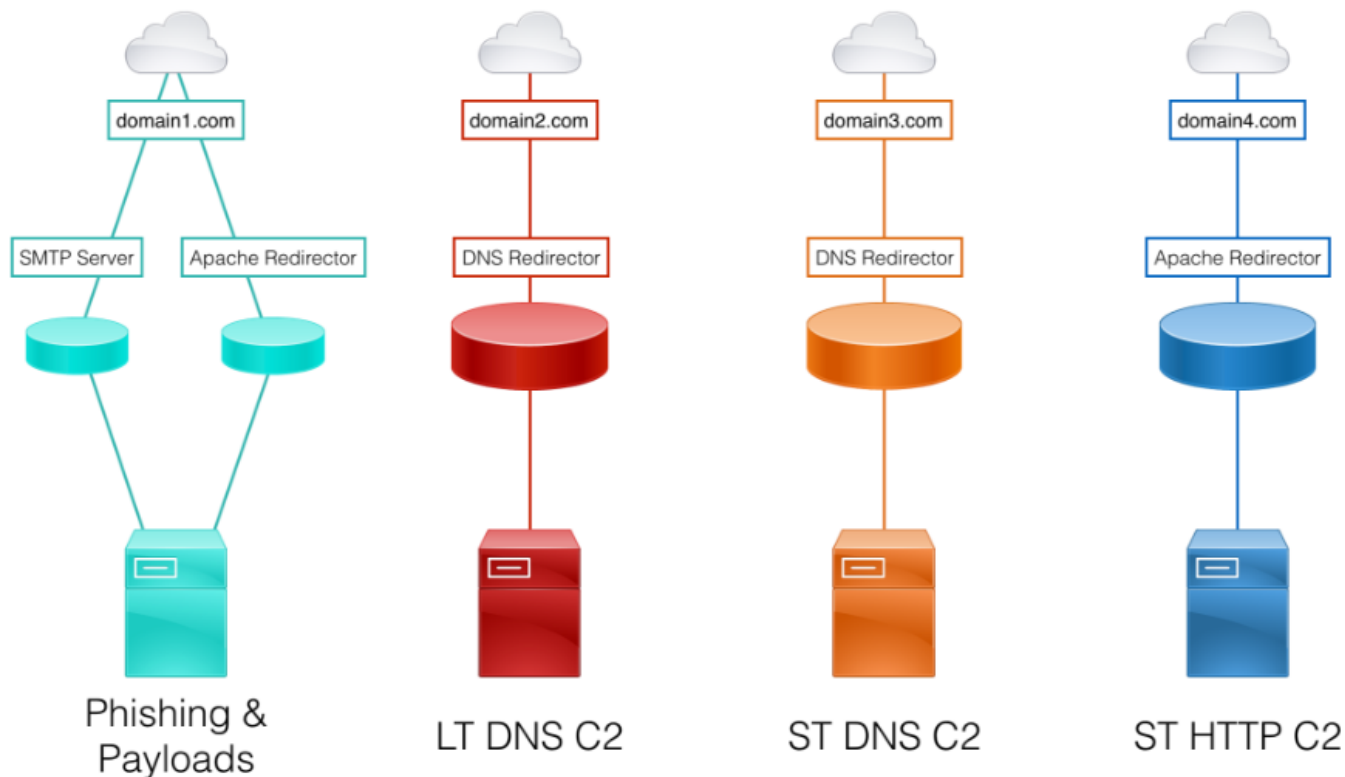 domain1.com
domain2.com
domain3.com
domain4.com
SMTP Server
Apache Redirector
DNS Redirector
DNS Redirector
Apache Redirector
Phishing &
Payloads
LT DNS C2
ST DNS C2
ST HTTP C2